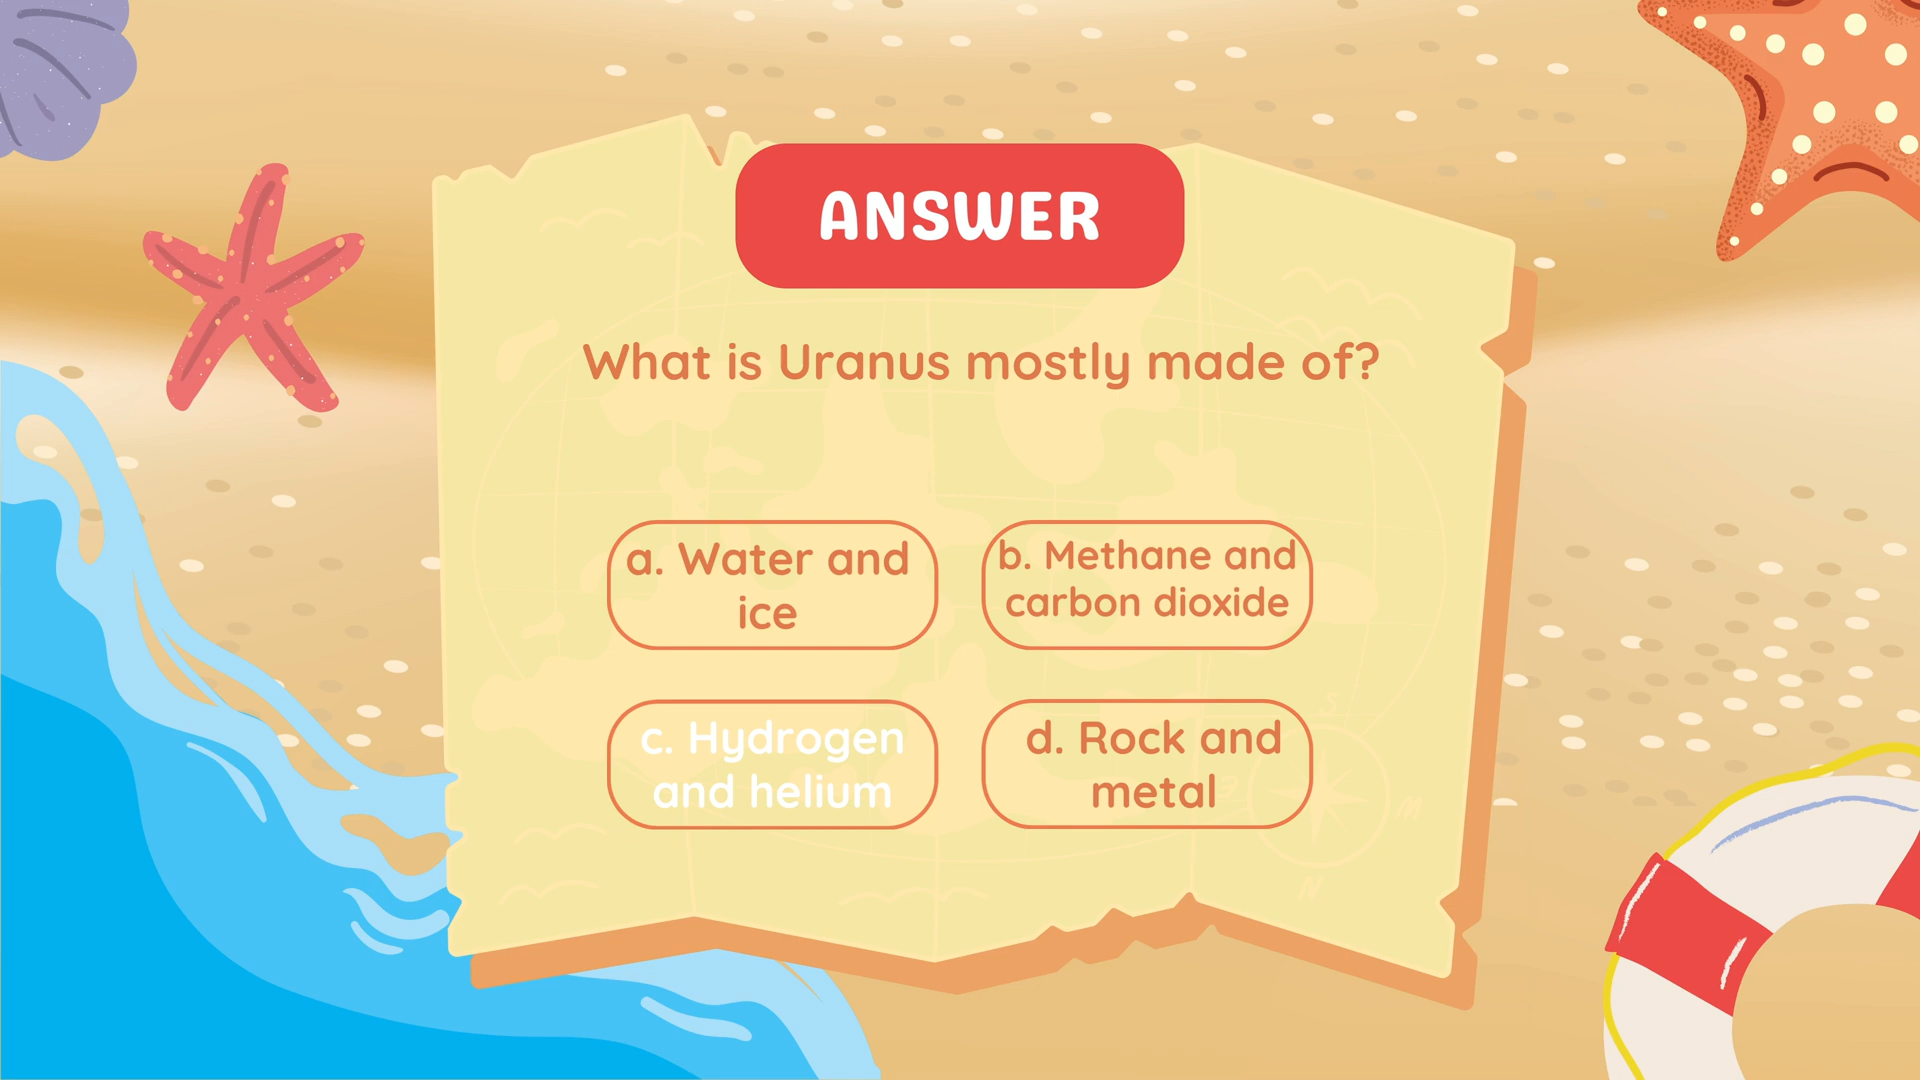 ANSWER
What is Uranus mostly made of?
a. Water and
ice
b. Methane and
carbon dioxide
c. Hydrogen
and helium
d. Rock and
metal
S
M
N